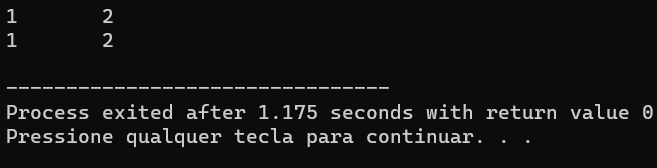 1       2
1       2
--------------------------------
Process exited after 1.175 seconds with return value 0
Pressione qualquer tecla para continuar. . .